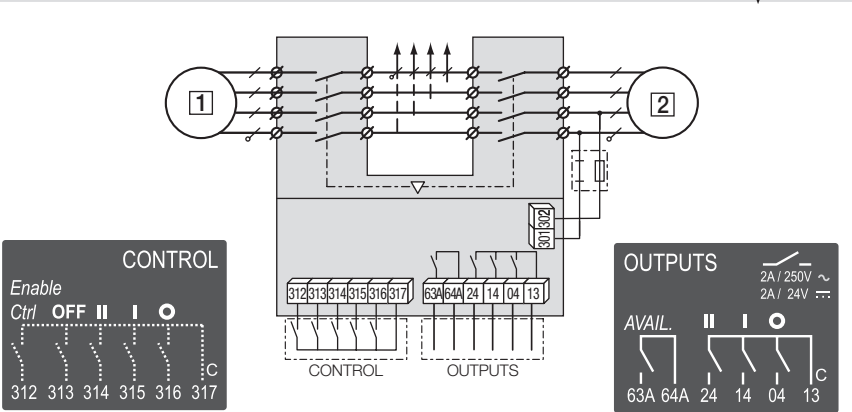 1
2
301 302
312 313 314 315 316 317
63A 64A 24 14 04 13
CONTROL
OUTPUTS
CONTROL
Enable
Ctrl OFF II I O
C
312 313 314 315 316 317
OUTPUTS
2A / 250V ~
2A / 24V ⎓
AVAIL. II I O
C
63A 64A 24 14 04 13